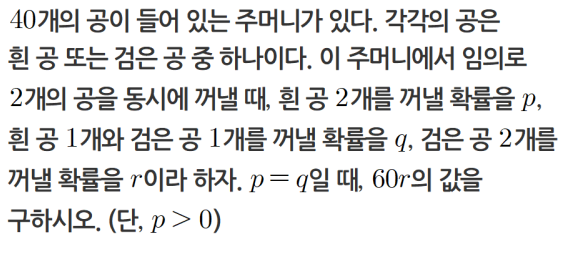 40개의 공이 들어 있는 주머니가 있다. 각각의 공은
흰 공 또는 검은 공 중 하나이다. 이 주머니에서 임의로
2개의 공을 동시에 꺼낼 때, 흰 공 2개를 꺼낼 확률을 p,
흰 공 1개와 검은 공 1개를 꺼낼 확률을 q, 검은 공 2개를
꺼낼 확률을 r이라 하자. p = q일 때, 60r의 값을
구하시오. (단, p > 0)